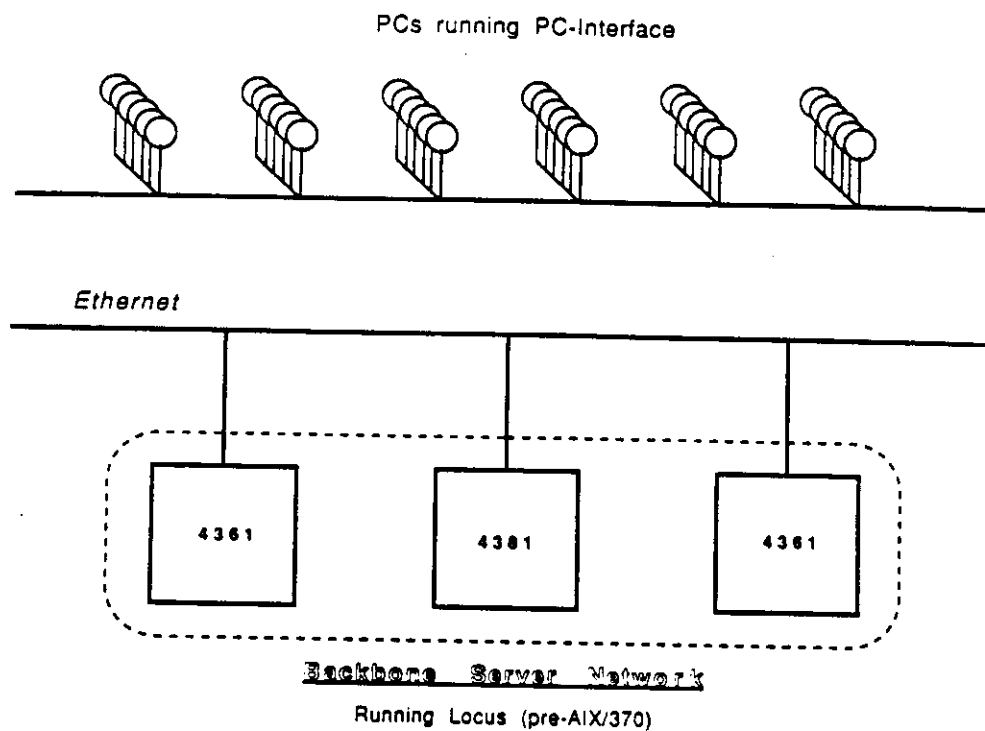 PCs running PC-Interface
Ethernet
4361
4381
4361
Backbone Server Network
Running Locus (pre-AIX/370)